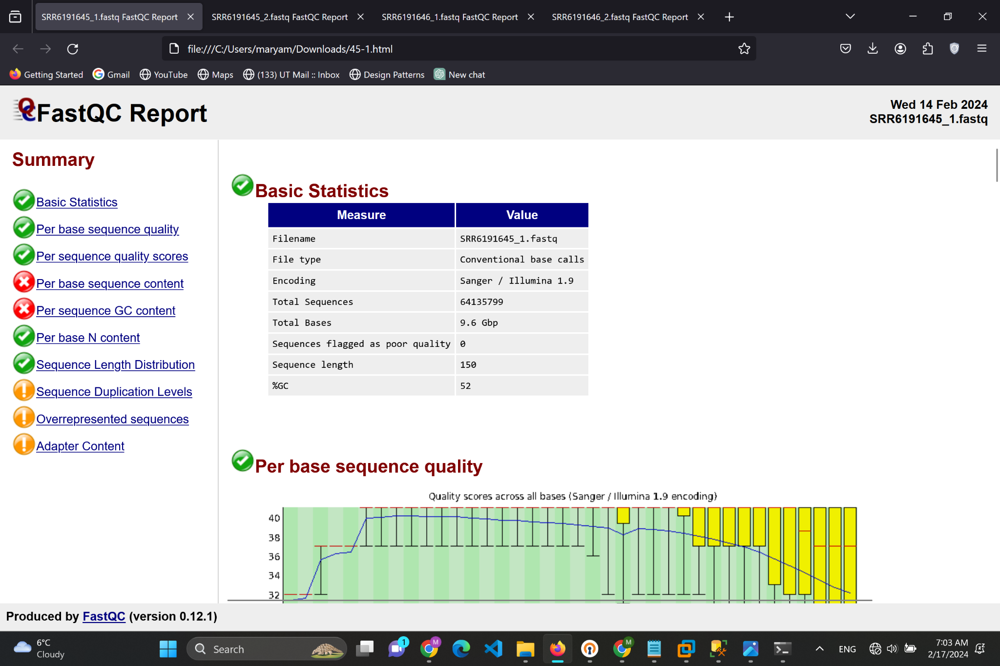 SRR6191645_1.fastq FastQC Report
SRR6191645_2.fastq FastQC Report
SRR6191646_1.fastq FastQC Report
SRR6191646_2.fastq FastQC Report
file:///C:/Users/maryam/Downloads/45-1.html
Getting Started
Gmail
YouTube
Maps
(133) UT Mail :: Inbox
Design Patterns
New chat
FastQC Report
Wed 14 Feb 2024
SRR6191645_1.fastq
Summary
Basic Statistics
Per base sequence quality
Per sequence quality scores
Per base sequence content
Per sequence GC content
Per base N content
Sequence Length Distribution
Sequence Duplication Levels
Overrepresented sequences
Adapter Content
Basic Statistics
Measure Value
Filename SRR6191645_1.fastq
File type Conventional base calls
Encoding Sanger / Illumina 1.9
Total Sequences 64135799
Total Bases 9.6 Gbp
Sequences flagged as poor quality 0
Sequence length 150
%GC 52
Per base sequence quality
Quality scores across all bases (Sanger / Illumina 1.9 encoding)
40
38
36
34
32
Produced by FastQC (version 0.12.1)
6°C
Cloudy
Search
1
M
M
ENG
7:03 AM
2/17/2024